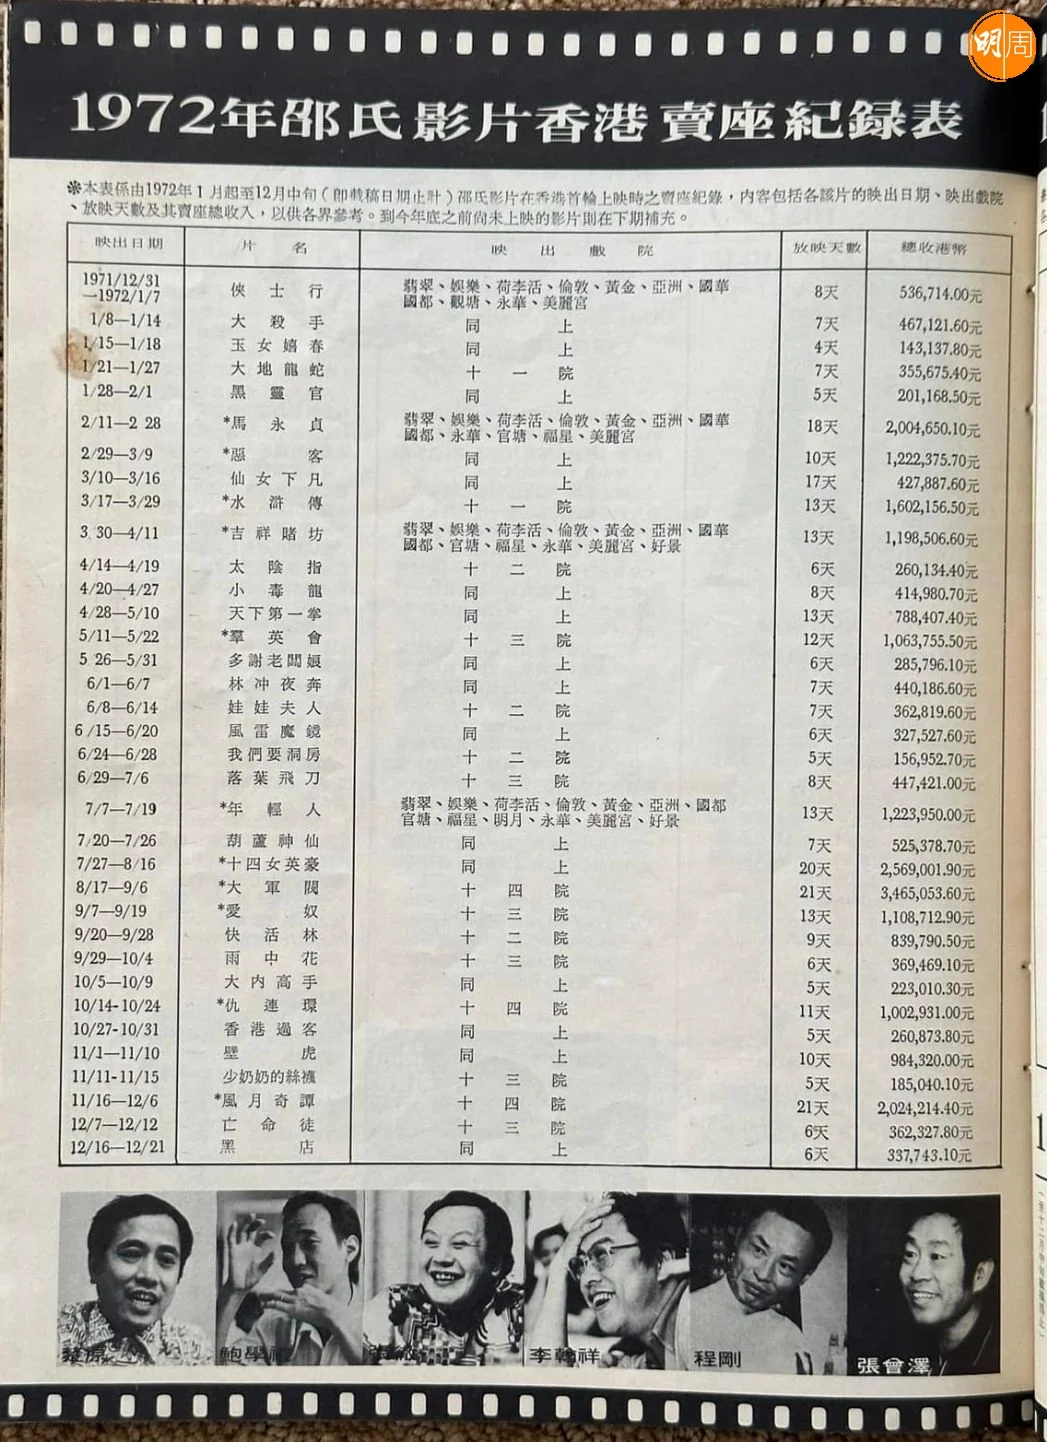 明周
1972年邵氏影片香港賣座紀録表
※本表係由1972年1月起至12月中旬（即截稿日期止計）邵氏影片在香港首輪上映時之賣座紀錄，內容包括各該片的映出日期、映出戲院
、放映天數及其賣座總收入，以供各界參考。到今年底之前尚未上映的影片則在下期補充。
映出日期 片名 映出戲院 放映天數 總收港幣
1971/12/31
—1972/1/7 俠士行 翡翠、娛樂、荷李活、倫敦、黃金、亞洲、國華
國都、觀塘、永華、美麗宮 8天 536,714.00元
1/8—1/14 大殺手 同上 7天 467,121.60元
1/15—1/18 玉女嬉春 同上 4天 143,137.80元
1/21—1/27 大地龍蛇 十一院 7天 355,675.40元
1/28—2/1 黑靈官 同上 5天 201,168.50元
2/11—2 28 *馬永貞 翡翠、娛樂、荷李活、倫敦、黃金、亞洲、國華
國都、永華、官塘、福星、美麗宮 18天 2,004,650.10元
2/29—3/9 *惡客 同上 10天 1,222,375.70元
3/10—3/16 仙女下凡 同上 17天 427,887.60元
3/17—3/29 *水滸傳 十一院 13天 1,602,156.50元
3 30—4/11 *吉祥賭坊 翡翠、娛樂、荷李活、倫敦、黃金、亞洲、國華
國都、官塘、福星、永華、美麗宮、好景 13天 1,198,506.60元
4/14—4/19 太陰指 十二院 6天 260,134.40元
4/20—4/27 小毒龍 同上 8天 414,980.70元
4/28—5/10 天下第一拳 同上 13天 788,407.40元
5/11—5/22 *羣英會 十三院 12天 1,063,755.50元
5 26—5/31 多謝老闆娘 同上 6天 285,796.10元
6/1—6/7 林冲夜奔 同上 7天 440,186.60元
6/8—6/14 娃娃夫人 十二院 7天 362,819.60元
6 /15—6/20 風雷魔鏡 同上 6天 327,527.60元
6/24—6/28 我們要洞房 十二院 5天 156,952.70元
6/29—7/6 落葉飛刀 十三院 8天 447,421.00元
7/7—7/19 *年輕人 翡翠、娛樂、荷李活、倫敦、黃金、亞洲、國都
官塘、福星、明月、永華、美麗宮、好景 13天 1,223,950.00元
7/20—7/26 葫蘆神仙 同上 7天 525,378.70元
7/27—8/16 *十四女英豪 同上 20天 2,569,001.90元
8/17—9/6 *大軍閥 十四院 21天 3,465,053.60元
9/7—9/19 *愛奴 十三院 13天 1,108,712.90元
9/20—9/28 快活林 十二院 9天 839,790.50元
9/29—10/4 雨中花 十三院 6天 369,469.10元
10/5—10/9 大内高手 同上 5天 223,010.30元
10/14-10/24 *仇連環 十四院 11天 1,002,931.00元
10/27-10/31 香港過客 同上 5天 260,873.80元
11/1—11/10 壁虎 同上 10天 984,320.00元
11/11-11/15 少奶奶的絲襪 十三院 5天 185,040.10元
11/16—12/6 *風月奇譚 十四院 21天 2,024,214.40元
12/7—12/12 亡命徒 十三院 6天 362,327.80元
12/16—12/21 黑店 同上 6天 337,743.10元
楚原 鮑學禮 張徹 李翰祥 程剛 張曾澤